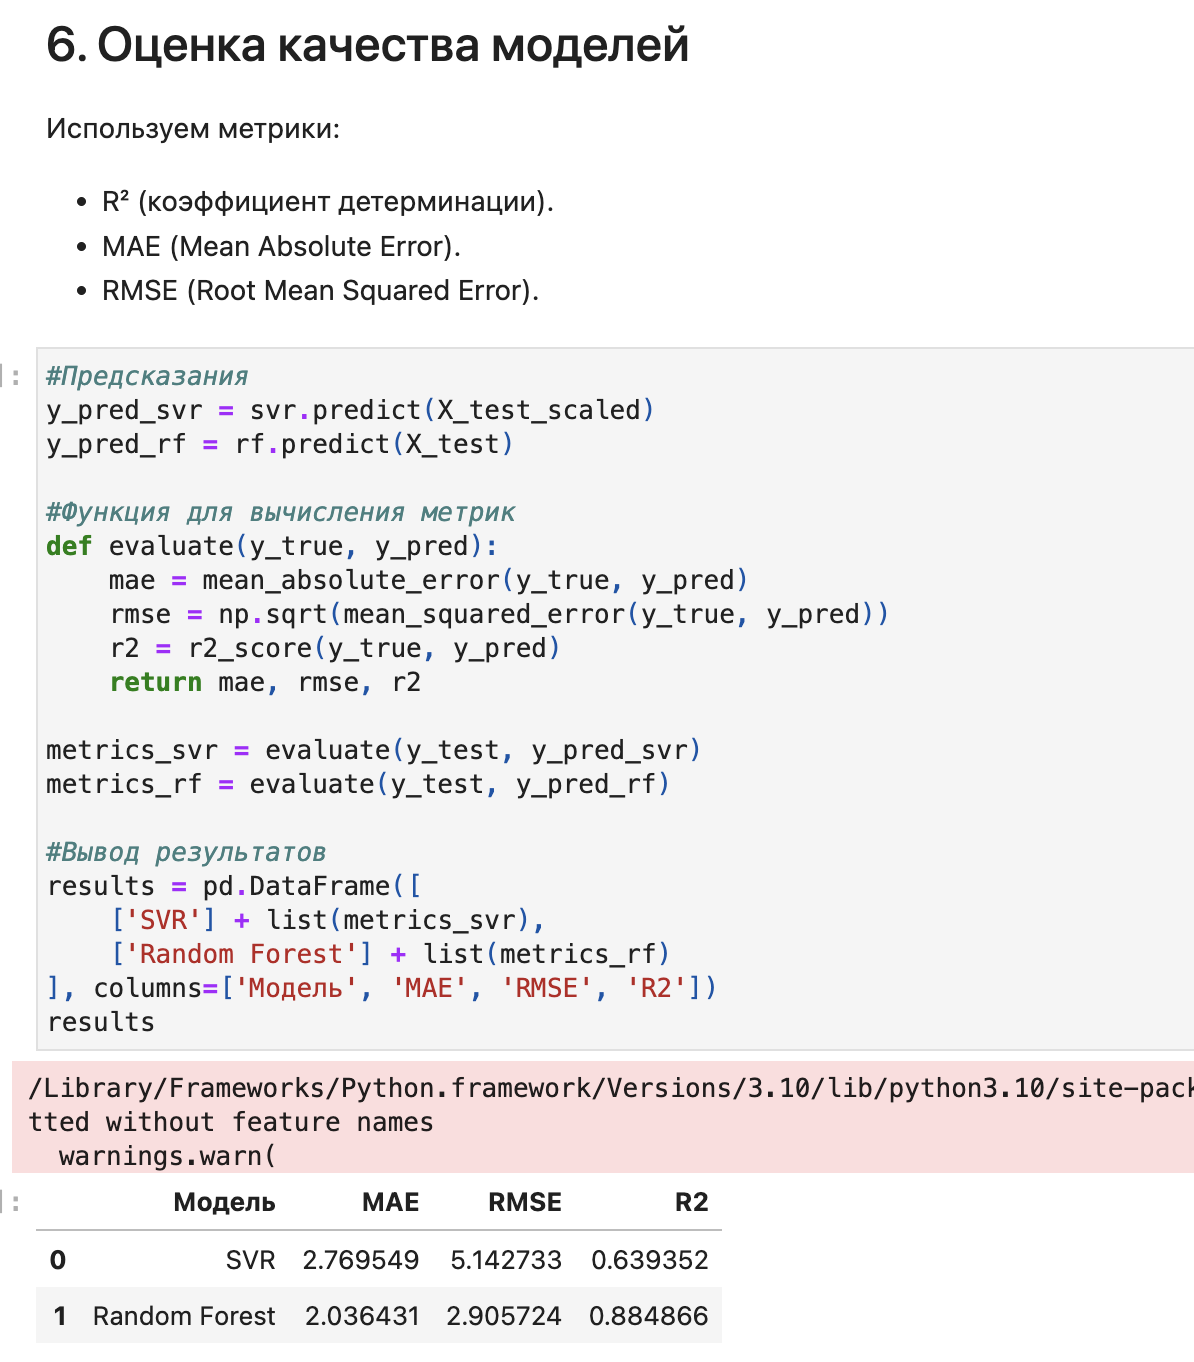 6. Оценка качества моделей
Используем метрики:
• R² (коэффициент детерминации).
• MAE (Mean Absolute Error).
• RMSE (Root Mean Squared Error).
]:
#Предсказания
y_pred_svr = svr.predict(X_test_scaled)
y_pred_rf = rf.predict(X_test)
#Функция для вычисления метрик
def evaluate(y_true, y_pred):
    mae = mean_absolute_error(y_true, y_pred)
    rmse = np.sqrt(mean_squared_error(y_true, y_pred))
    r2 = r2_score(y_true, y_pred)
    return mae, rmse, r2
metrics_svr = evaluate(y_test, y_pred_svr)
metrics_rf = evaluate(y_test, y_pred_rf)
#Вывод результатов
results = pd.DataFrame([
    ['SVR'] + list(metrics_svr),
    ['Random Forest'] + list(metrics_rf)
], columns=['Модель', 'MAE', 'RMSE', 'R2'])
results
/Library/Frameworks/Python.framework/Versions/3.10/lib/python3.10/site-pack
tted without feature names
  warnings.warn(
]:
Модель MAE RMSE R2
0 SVR 2.769549 5.142733 0.639352
1 Random Forest 2.036431 2.905724 0.884866